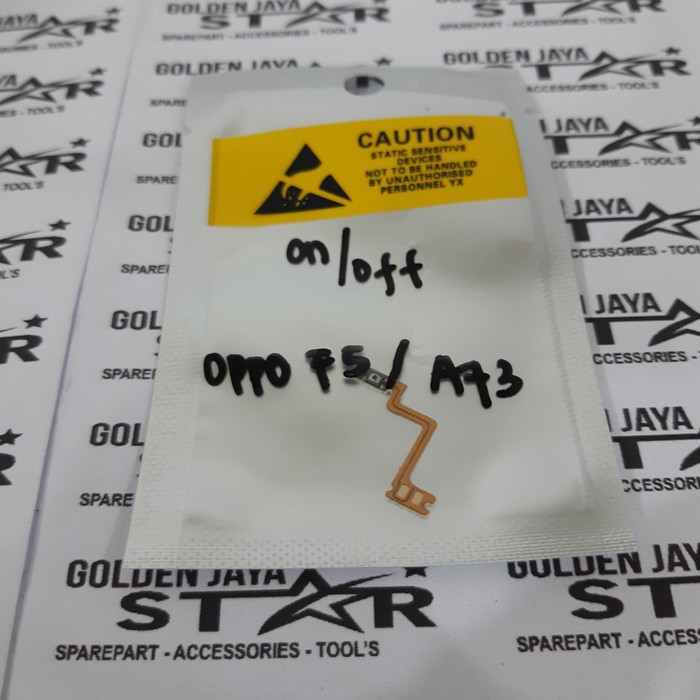 GOLDEN JAYA
STAR
SPAREPART - ACCESSORIES - TOOL'S
GOLDEN JAYA
CAUTION
STATIC SENSITIVE
DEVICES
NOT TO BE HANDLED
BY UNAUTHORISED
PERSONNEL YX
on/off
OPPO F5/ A73
GOLDEN JAYA
STAR
SPAREPART - ACCESSORIES - TOOL'S